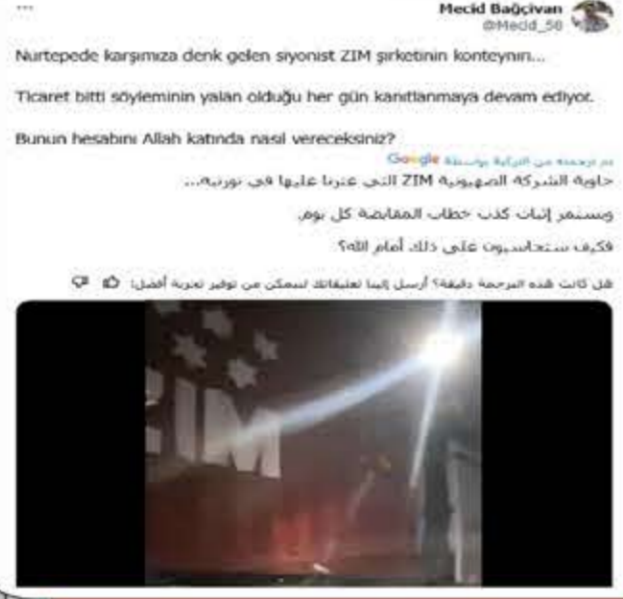 Mecid Bağçivan
@Mecid_50
Nurtepede karşımıza denk gelen siyonist ZIM şirketinin konteynırı...
Ticaret bitti söyleminin yalan olduğu her gün kanıtlanmaya devam ediyor.
Bunun hesabını Allah katında nasıl vereceksiniz?
تم ترجمته من التركية بواسطة Google
حاوية الشركة الصهيونية ZIM التي عثرنا عليها في نورتبه...
ويستمر إثبات كذب خطاب المقايضة كل يوم.
فكيف ستحاسبون على ذلك أمام الله؟
هل كانت هذه الترجمة دقيقة؟ أرسل إلينا تعليقاتك لنتمكن من توفير تجربة أفضل:
ZIM